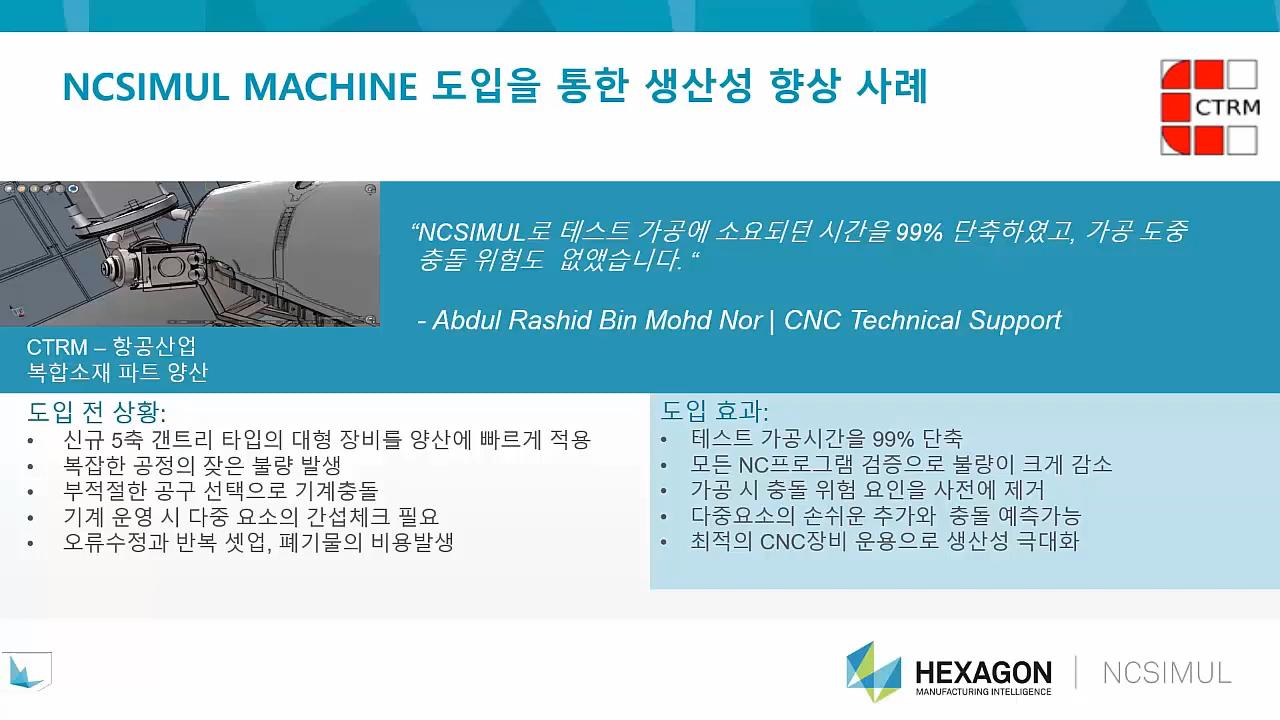 NCSIMUL MACHINE 도입을 통한 생산성 향상 사례
CTRM
“NCSIMUL로 테스트 가공에 소요되던 시간을 99% 단축하였고, 가공 도중
충돌 위험도 없앴습니다. “
- Abdul Rashid Bin Mohd Nor | CNC Technical Support
CTRM – 항공산업
복합소재 파트 양산
도입 전 상황:
• 신규 5축 갠트리 타입의 대형 장비를 양산에 빠르게 적용
• 복잡한 공정의 잦은 불량 발생
• 부적절한 공구 선택으로 기계충돌
• 기계 운영 시 다중 요소의 간섭체크 필요
• 오류수정과 반복 셋업, 폐기물의 비용발생
도입 효과:
• 테스트 가공시간을 99% 단축
• 모든 NC프로그램 검증으로 불량이 크게 감소
• 가공 시 충돌 위험 요인을 사전에 제거
• 다중요소의 손쉬운 추가와 충돌 예측가능
• 최적의 CNC장비 운용으로 생산성 극대화
HEXAGON | NCSIMUL
MANUFACTURING INTELLIGENCE